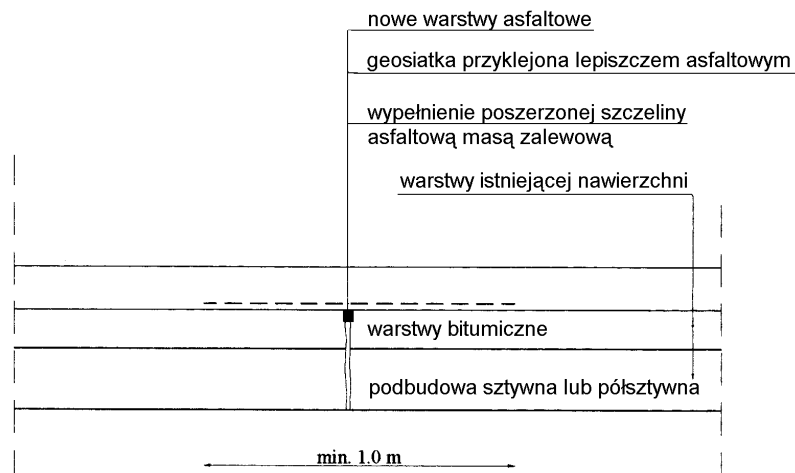 nowe warstwy asfaltowe
geosiatka przyklejona lepiszczem asfaltowym
wypełnienie poszerzonej szczeliny
asfaltową masą zalewową
warstwy istniejącej nawierzchni
warstwy bitumiczne
podbudowa sztywna lub półsztywna
min. 1.0 m